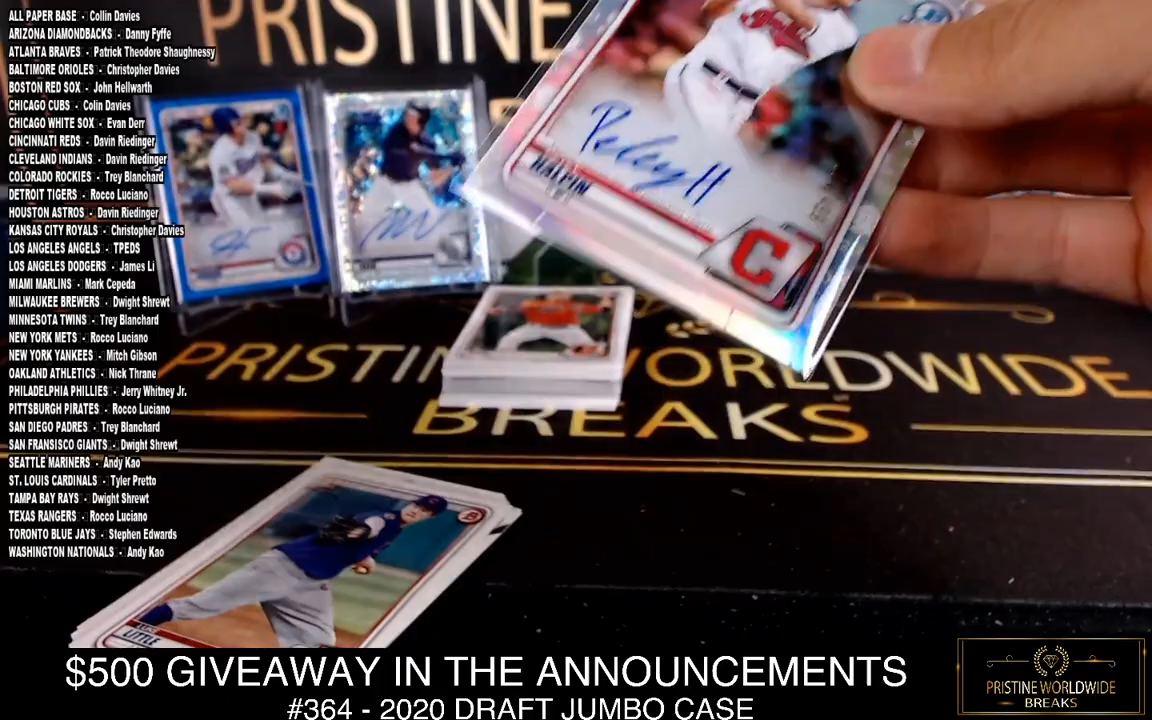 ALL PAPER BASE - Collin Davies
ARIZONA DIAMONDBACKS - Danny Fyffe
ATLANTA BRAVES - Patrick Theodore Shaughnessy
BALTIMORE ORIOLES - Christopher Davies
BOSTON RED SOX - John Hellwarth
CHICAGO CUBS - Colin Davies
CHICAGO WHITE SOX - Evan Derr
CINCINNATI REDS - Davin Riedinger
CLEVELAND INDIANS - Davin Riedinger
COLORADO ROCKIES - Trey Blanchard
DETROIT TIGERS - Rocco Luciano
HOUSTON ASTROS - Davin Riedinger
KANSAS CITY ROYALS - Christopher Davies
LOS ANGELES ANGELS - TPEDS
LOS ANGELES DODGERS - James Li
MIAMI MARLINS - Mark Cepeda
MILWAUKEE BREWERS - Dwight Shrewt
MINNESOTA TWINS - Trey Blanchard
NEW YORK METS - Rocco Luciano
NEW YORK YANKEES - Mitch Gibson
OAKLAND ATHLETICS - Nick Thrane
PHILADELPHIA PHILLIES - Jerry Whitney Jr.
PITTSBURGH PIRATES - Rocco Luciano
SAN DIEGO PADRES - Trey Blanchard
SAN FRANSISCO GIANTS - Dwight Shrewt
SEATTLE MARINERS - Andy Kao
ST. LOUIS CARDINALS - Tyler Pretto
TAMPA BAY RAYS - Dwight Shrewt
TEXAS RANGERS - Rocco Luciano
TORONTO BLUE JAYS - Stephen Edwards
WASHINGTON NATIONALS - Andy Kao
PRISTINE
HALPIN
C
PRISTINE WORLDWIDE
BREAKS
LITTLE
$500 GIVEAWAY IN THE ANNOUNCEMENTS
#364 - 2020 DRAFT JUMBO CASE
PRISTINE WORLDWIDE
BREAKS